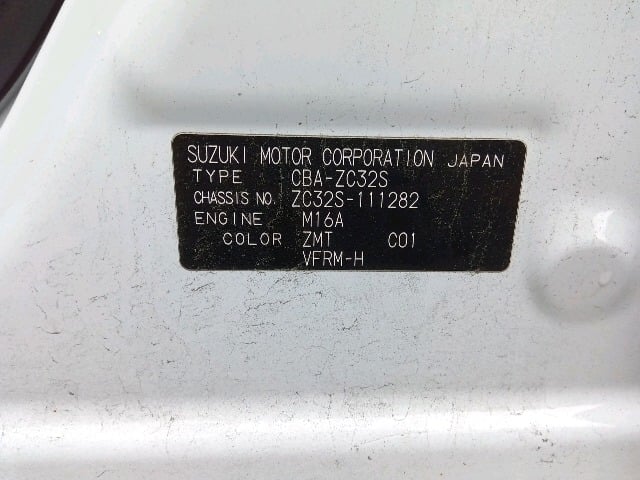 SUZUKI MOTOR CORPORATION JAPAN
TYPE CBA-ZC32S
CHASSIS NO. ZC32S-111282
ENGINE M16A
COLOR ZMT C01
VFRM-H